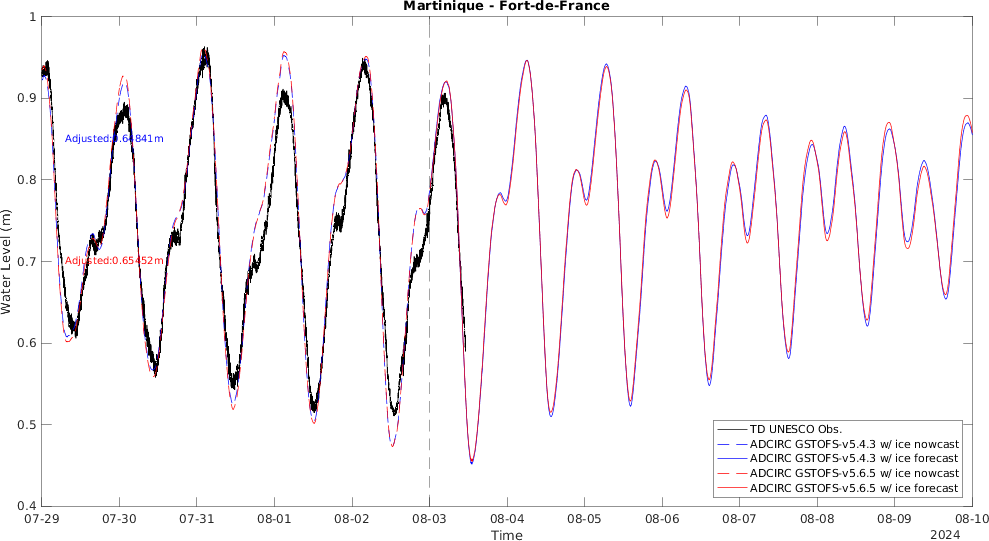 Martinique - Fort-de-France
1
0.9
0.8
0.7
0.6
0.5
0.4
Water Level (m)
Adjusted:0.64841m
Adjusted:0.65452m
TD UNESCO Obs.
ADCIRC GSTOFS-v5.4.3 w/ ice nowcast
ADCIRC GSTOFS-v5.4.3 w/ ice forecast
ADCIRC GSTOFS-v5.6.5 w/ ice nowcast
ADCIRC GSTOFS-v5.6.5 w/ ice forecast
07-29 07-30 07-31 08-01 08-02 08-03 08-04 08-05 08-06 08-07 08-08 08-09 08-10
Time
2024